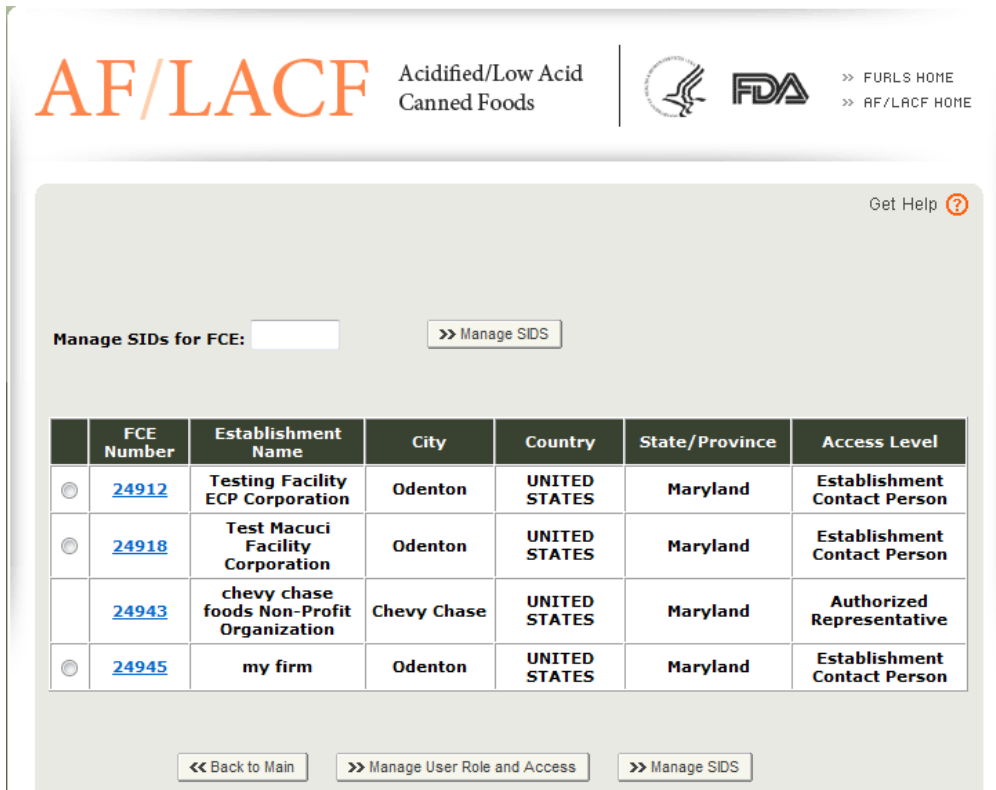 AF/LACF
Acidified/Low Acid
Canned Foods
FDA
>> FURLS HOME
>> AF/LACF HOME
Get Help ?
Manage SIDs for FCE:
>> Manage SIDS
FCE Number Establishment Name City Country State/Province Access Level
24912 Testing Facility ECP Corporation Odenton UNITED STATES Maryland Establishment Contact Person
24918 Test Macuci Facility Corporation Odenton UNITED STATES Maryland Establishment Contact Person
24943 chevy chase foods Non-Profit Organization Chevy Chase UNITED STATES Maryland Authorized Representative
24945 my firm Odenton UNITED STATES Maryland Establishment Contact Person
<< Back to Main
>> Manage User Role and Access
>> Manage SIDS